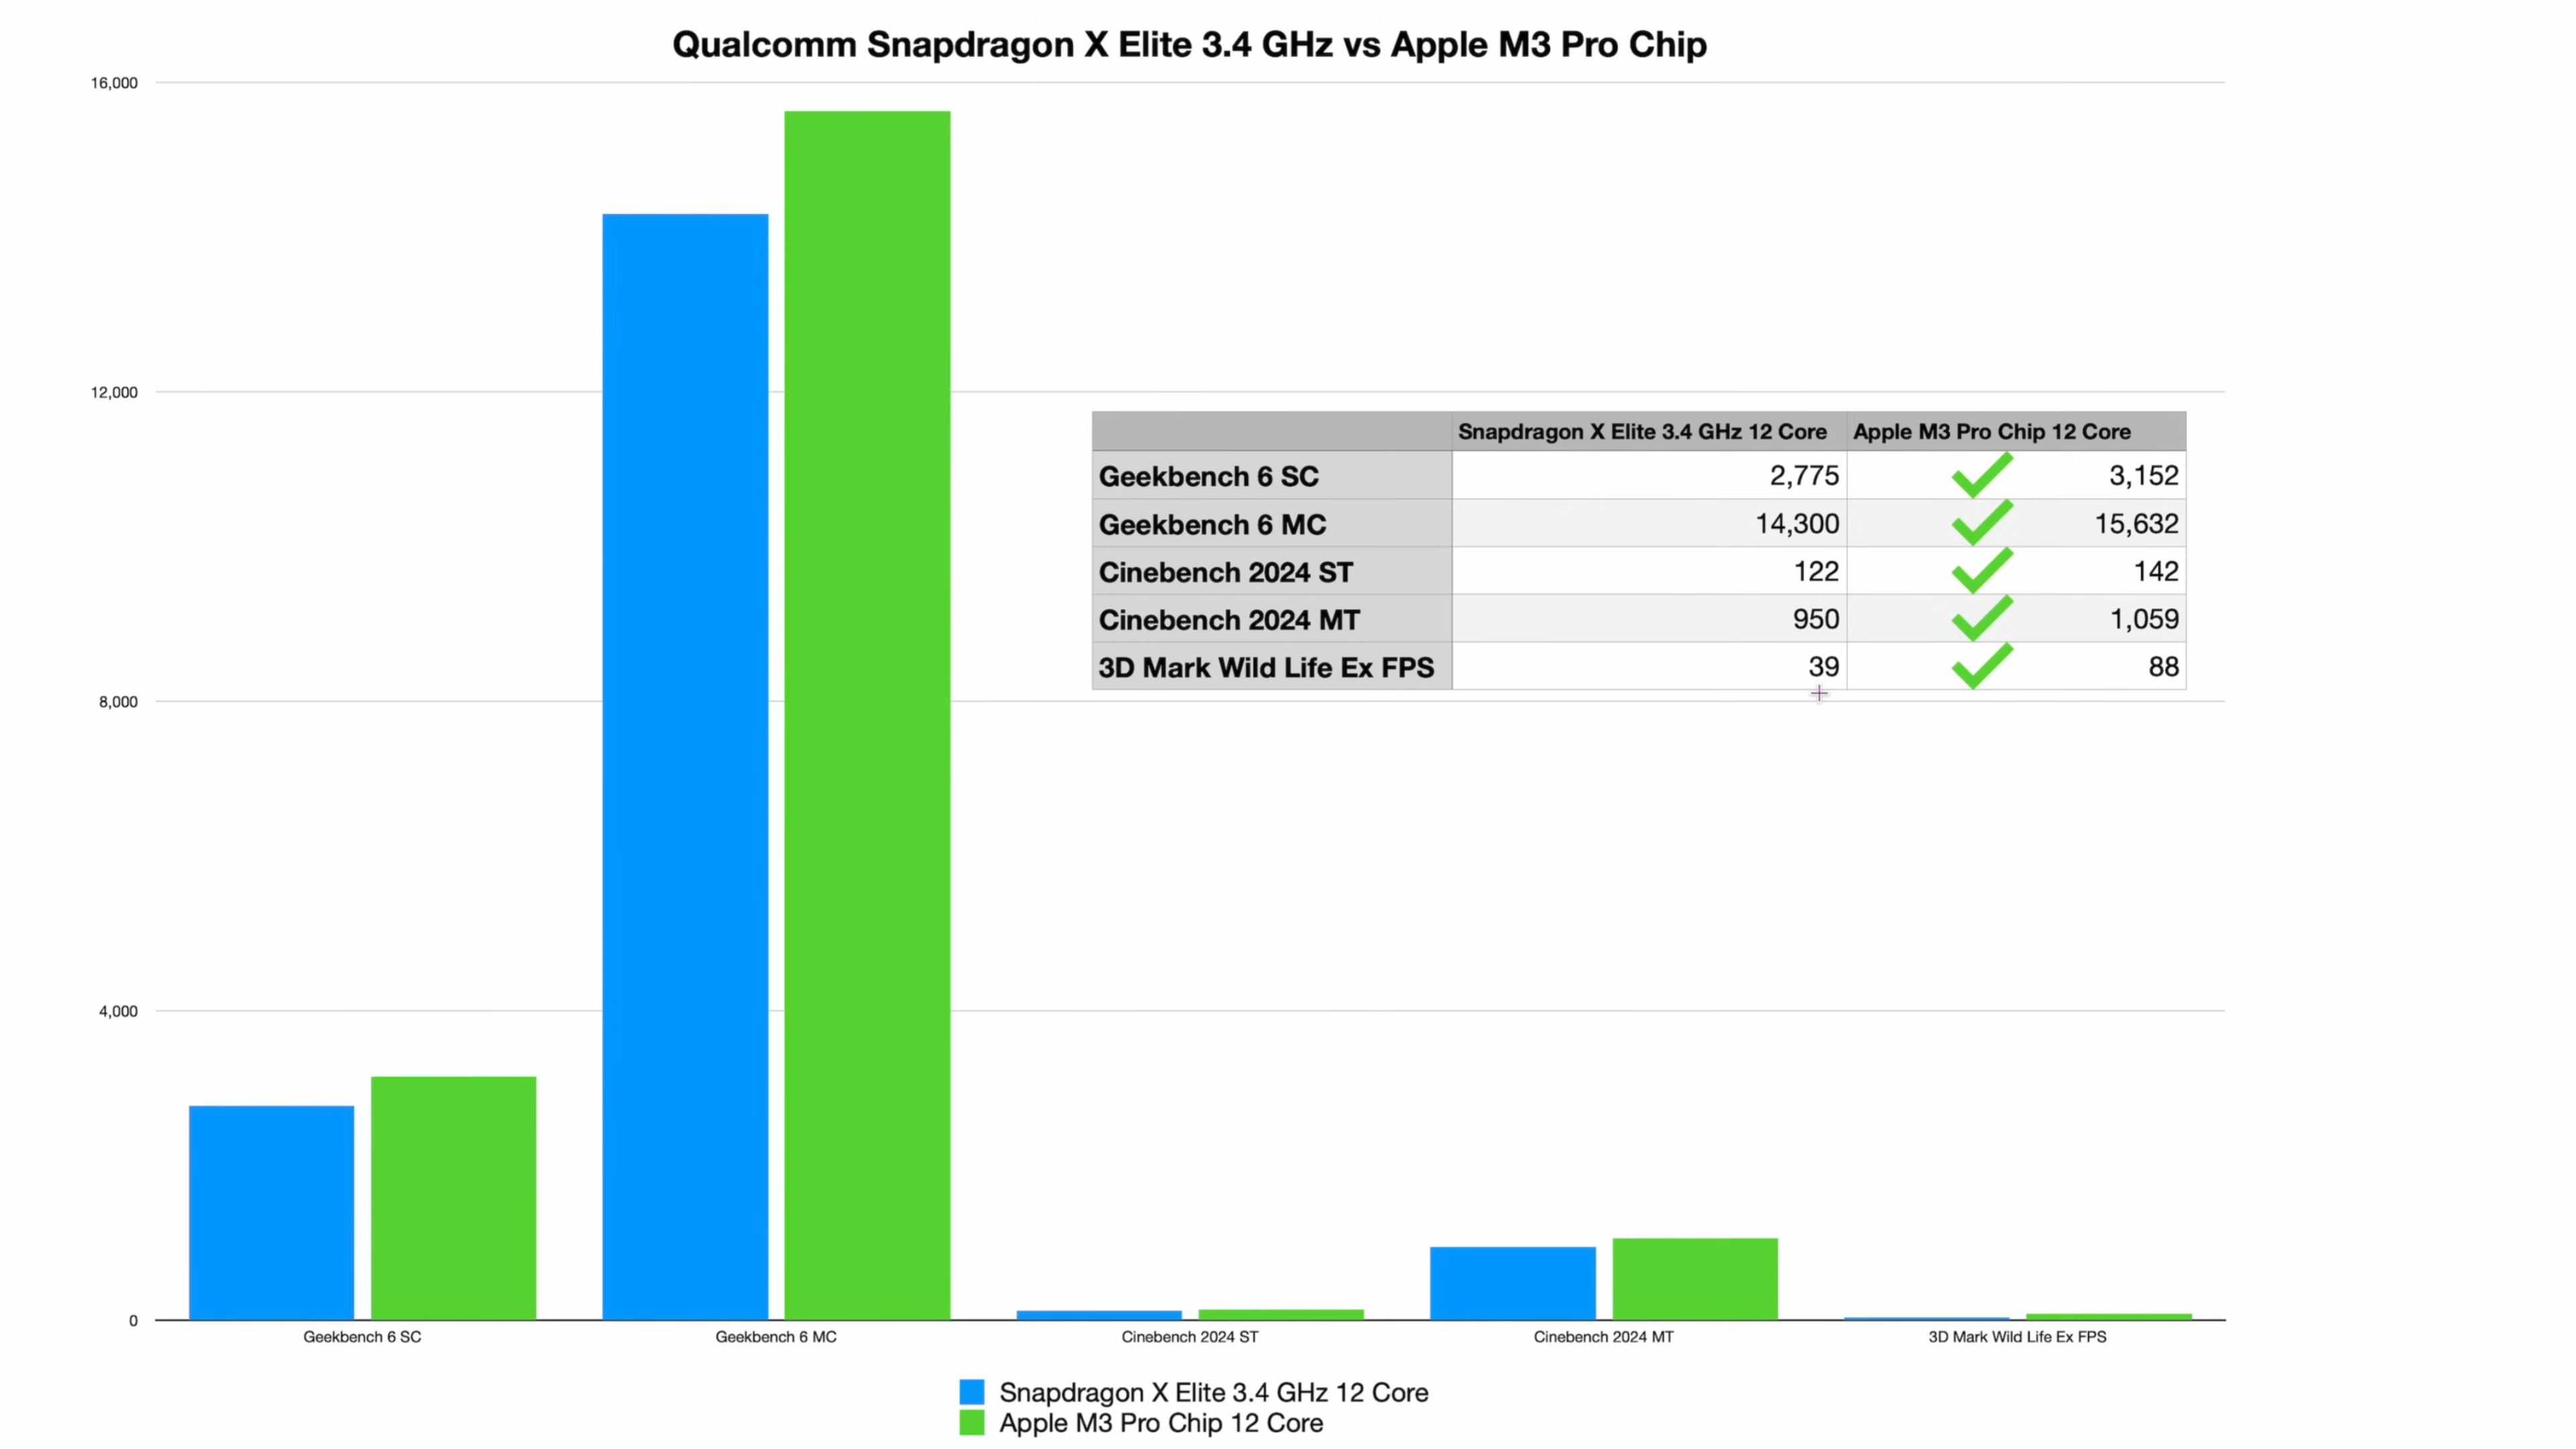 Qualcomm Snapdragon X Elite 3.4 GHz vs Apple M3 Pro Chip
16,000
12,000
8,000
4,000
0
Snapdragon X Elite 3.4 GHz 12 Core Apple M3 Pro Chip 12 Core
Geekbench 6 SC 2,775 3,152
Geekbench 6 MC 14,300 15,632
Cinebench 2024 ST 122 142
Cinebench 2024 MT 950 1,059
3D Mark Wild Life Ex FPS 39 88
Geekbench 6 SC Geekbench 6 MC Cinebench 2024 ST Cinebench 2024 MT 3D Mark Wild Life Ex FPS
Snapdragon X Elite 3.4 GHz 12 Core
Apple M3 Pro Chip 12 Core